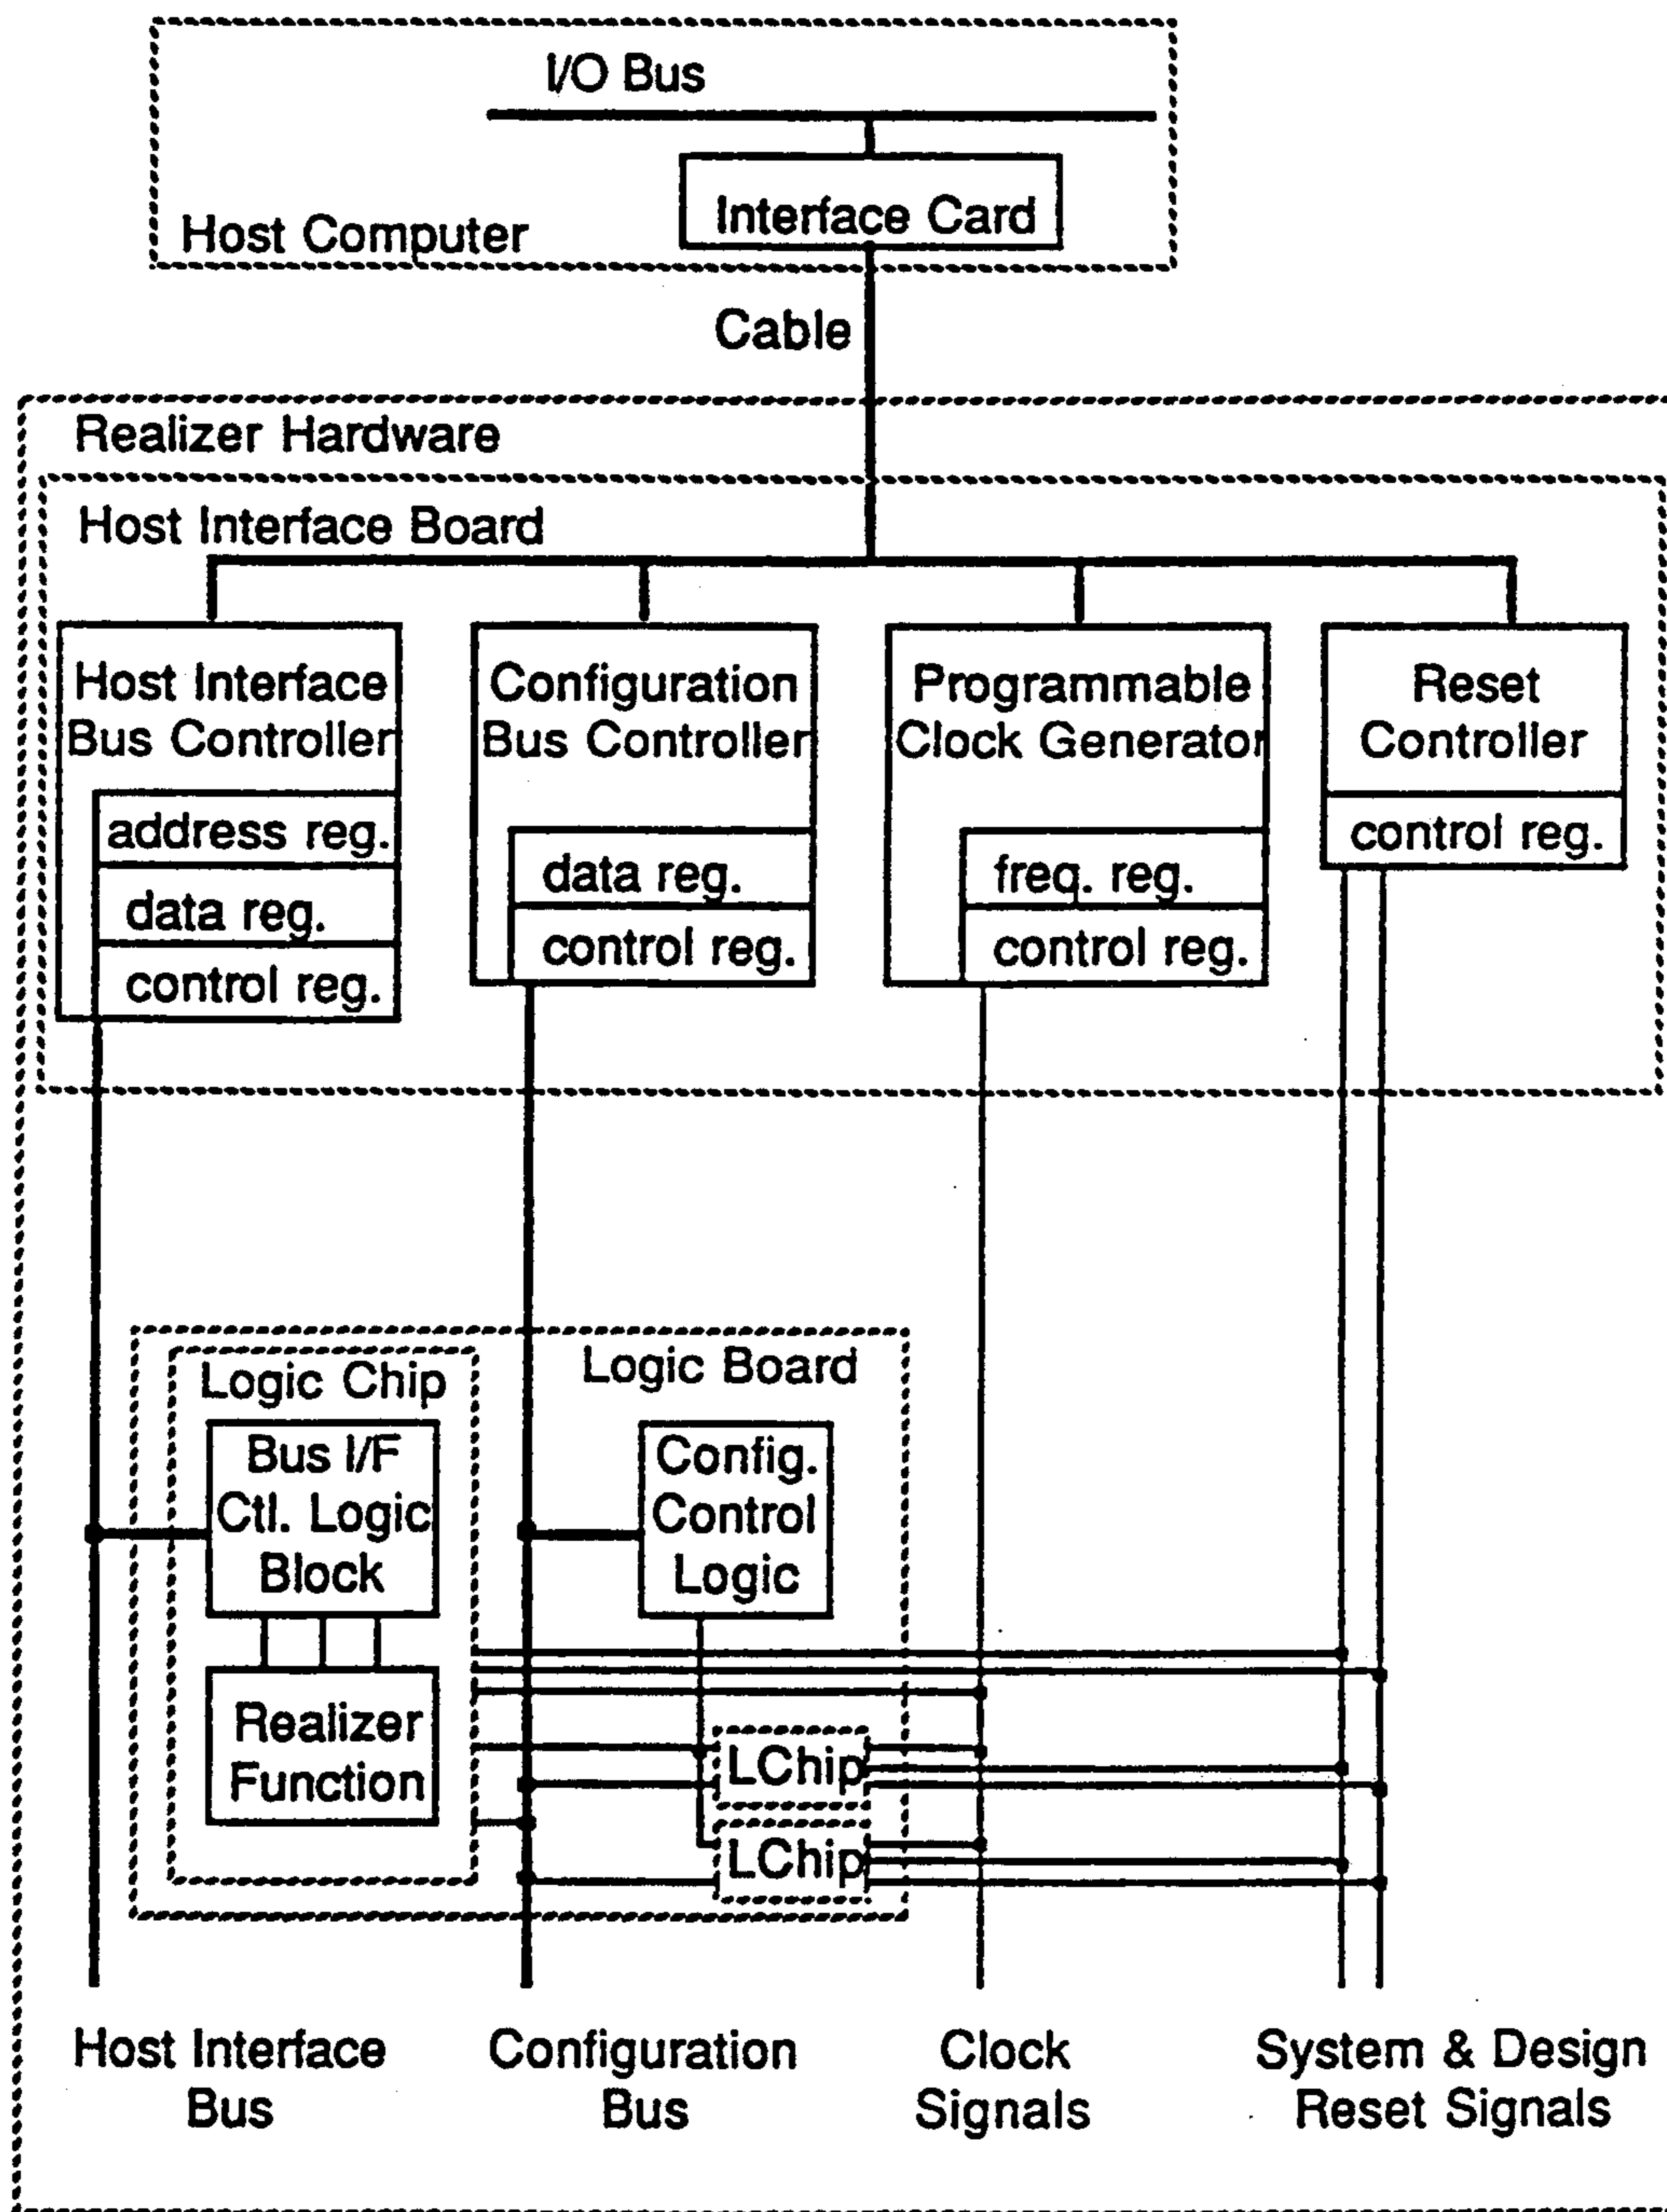 I/O Bus
Interface Card
Host Computer
Cable
Realizer Hardware
Host Interface Board
Host Interface
Bus Controller
address reg.
data reg.
control reg.
Configuration
Bus Controller
data reg.
control reg.
Programmable
Clock Generator
freq. reg.
control reg.
Reset
Controller
control reg.
Logic Board
Logic Chip
Bus I/F
Ctl. Logic
Block
Realizer
Function
Config.
Control
Logic
LChip
LChip
Host Interface
Bus
Configuration
Bus
Clock
Signals
System & Design
Reset Signals